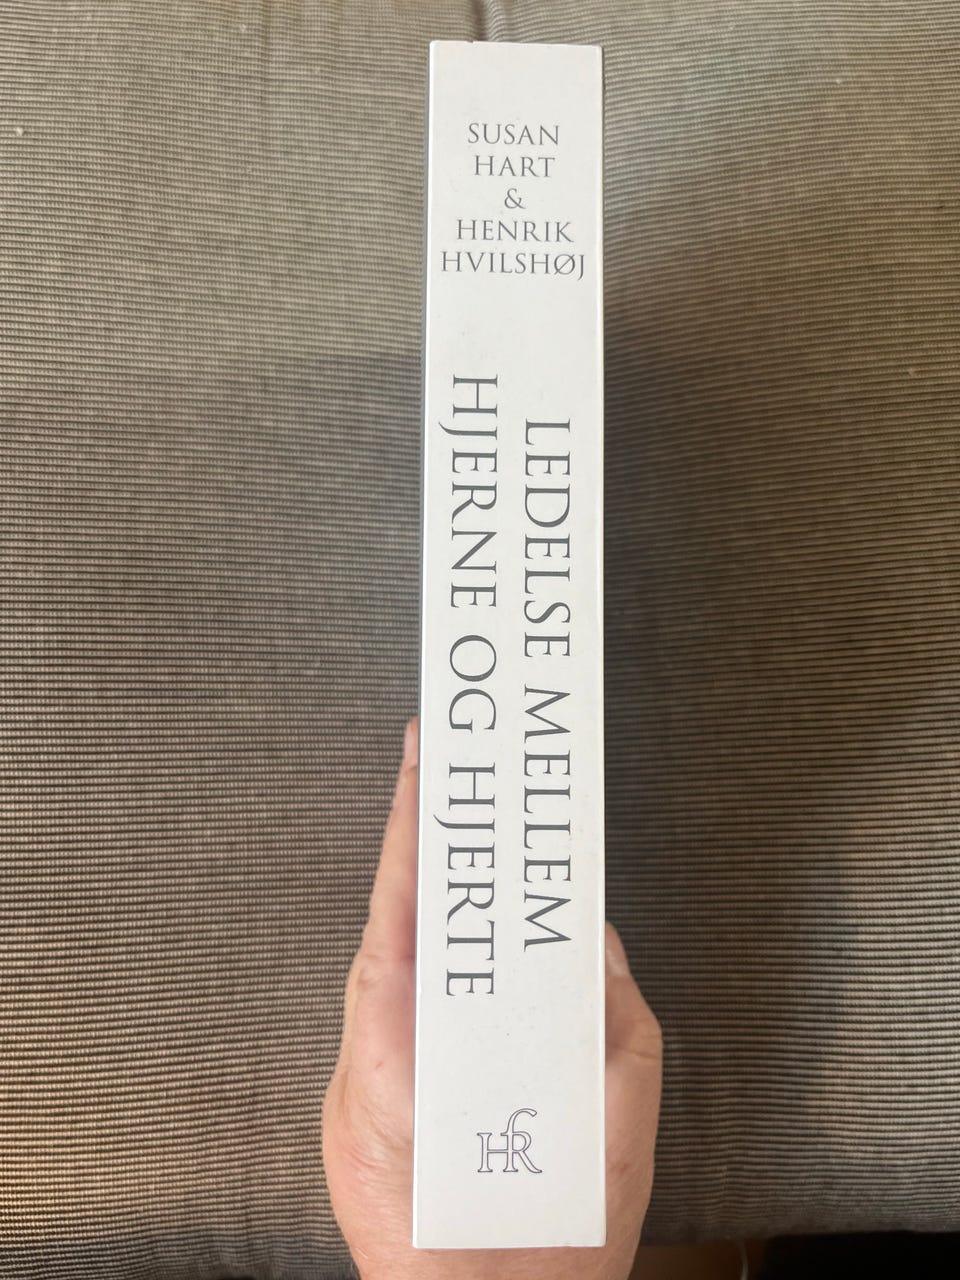 SUSAN
HART
&
HENRIK
HVILSHØJ
LEDELSE MELLEM
HJERNE OG HJERTE
HR